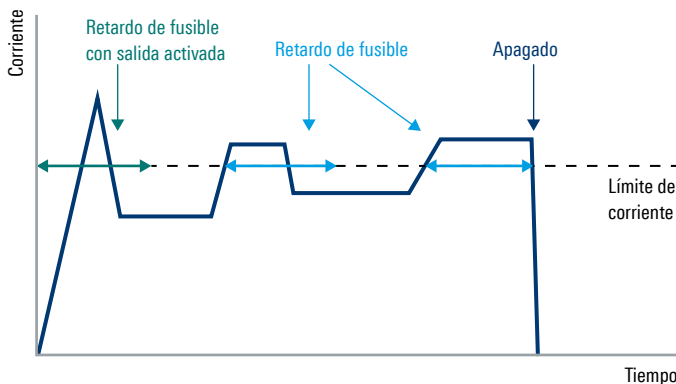 Corriente
Retardo de fusible
con salida activada
Retardo de fusible
Apagado
Límite de
corriente
Tiempo